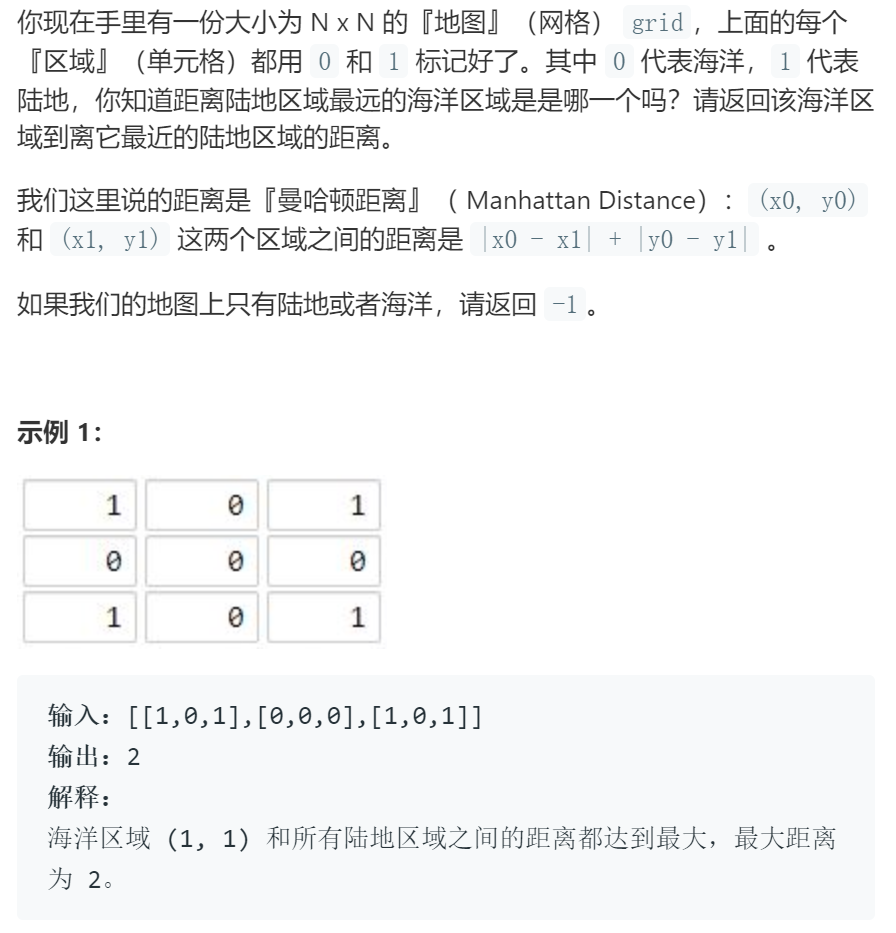 你现在手里有一份大小为 N x N 的『地图』（网格） grid，上面的每个
『区域』（单元格）都用 0 和 1 标记好了。其中 0 代表海洋，1 代表
陆地，你知道距离陆地区域最远的海洋区域是是哪一个吗？请返回该海洋区
域到离它最近的陆地区域的距离。
我们这里说的距离是『曼哈顿距离』（ Manhattan Distance）：(x0, y0)
和 (x1, y1) 这两个区域之间的距离是 |x0 - x1| + |y0 - y1| 。
如果我们的地图上只有陆地或者海洋，请返回 -1 。
示例 1：
1 0 1
0 0 0
1 0 1
输入：[[1,0,1],[0,0,0],[1,0,1]]
输出：2
解释：
海洋区域 (1, 1) 和所有陆地区域之间的距离都达到最大，最大距离
为 2。